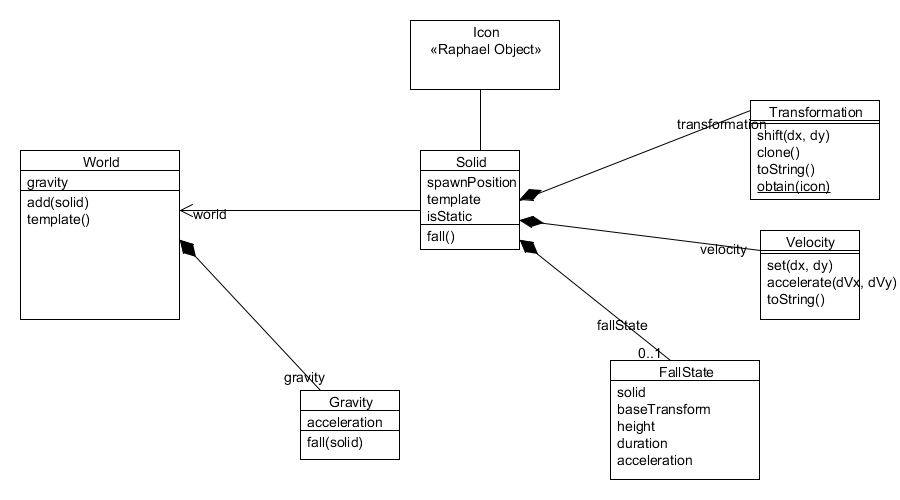 Icon
«Raphael Object»
Transformation
transformation
shift(dx, dy)
clone()
toString()
obtain(icon)
World
gravity
add(solid)
template()
world
Solid
spawnPosition
template
isStatic
fall()
Velocity
velocity
set(dx, dy)
accelerate(dVx, dVy)
toString()
fallState
0..1
FallState
solid
baseTransform
height
duration
acceleration
gravity
Gravity
acceleration
fall(solid)